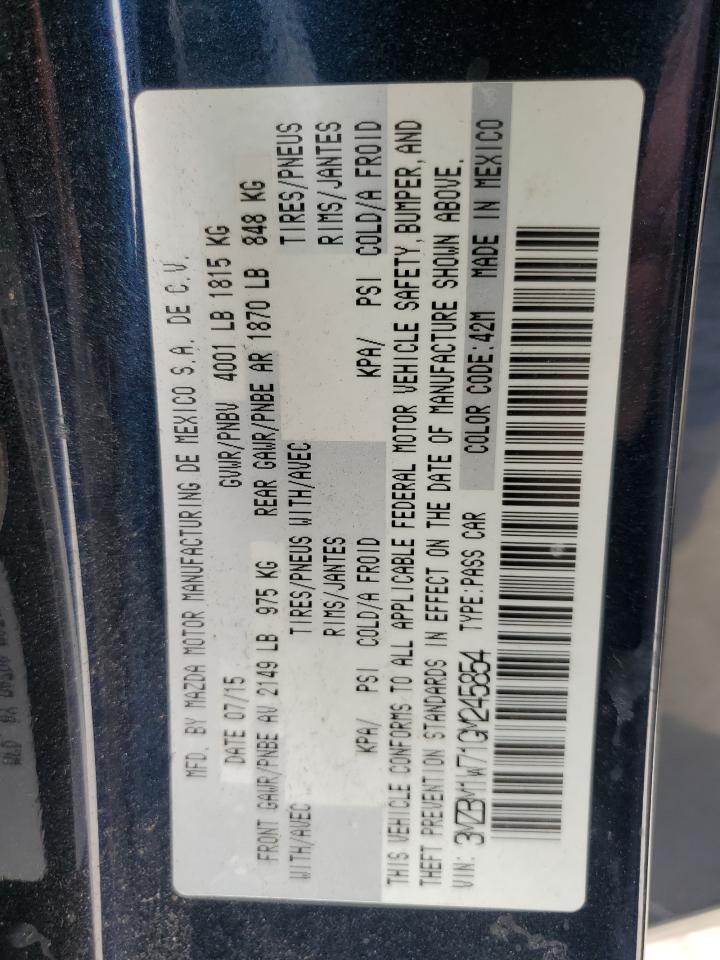 MFD. BY MAZDA MOTOR MANUFACTURING DE MEXICO S.A. DE C.V.
DATE 07/15 GVWR/PNBV 4001 LB 1815 KG
FRONT GAWR/PNBE AV 2149 LB 975 KG REAR GAWR/PNBE AR 1870 LB 848 KG
WITH/AVEC TIRES/PNEUS WITH/AVEC TIRES/PNEUS
RIMS/JANTES RIMS/JANTES
KPA/ PSI COLD/A FROID KPA/ PSI COLD/A FROID
THIS VEHICLE CONFORMS TO ALL APPLICABLE FEDERAL MOTOR VEHICLE SAFETY, BUMPER, AND
THEFT PREVENTION STANDARDS IN EFFECT ON THE DATE OF MANUFACTURE SHOWN ABOVE.
VIN: 3MZBM1W71GM245854 TYPE:PASS CAR COLOR CODE:42M MADE IN MEXICO